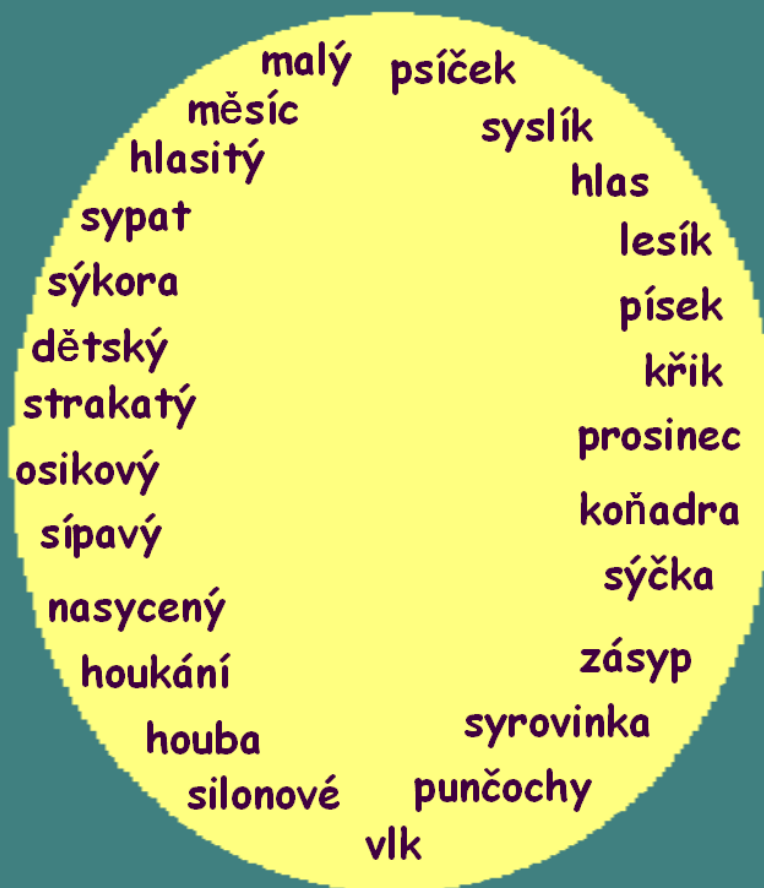 malý
psíček
měsíc
syslík
hlasitý
hlas
sypat
lesík
sýkora
písek
dětský
křik
strakatý
prosinec
osikový
koňadra
sípavý
sýčka
nasycený
zásyp
houkání
syrovinka
houba
punčochy
silonové
vlk